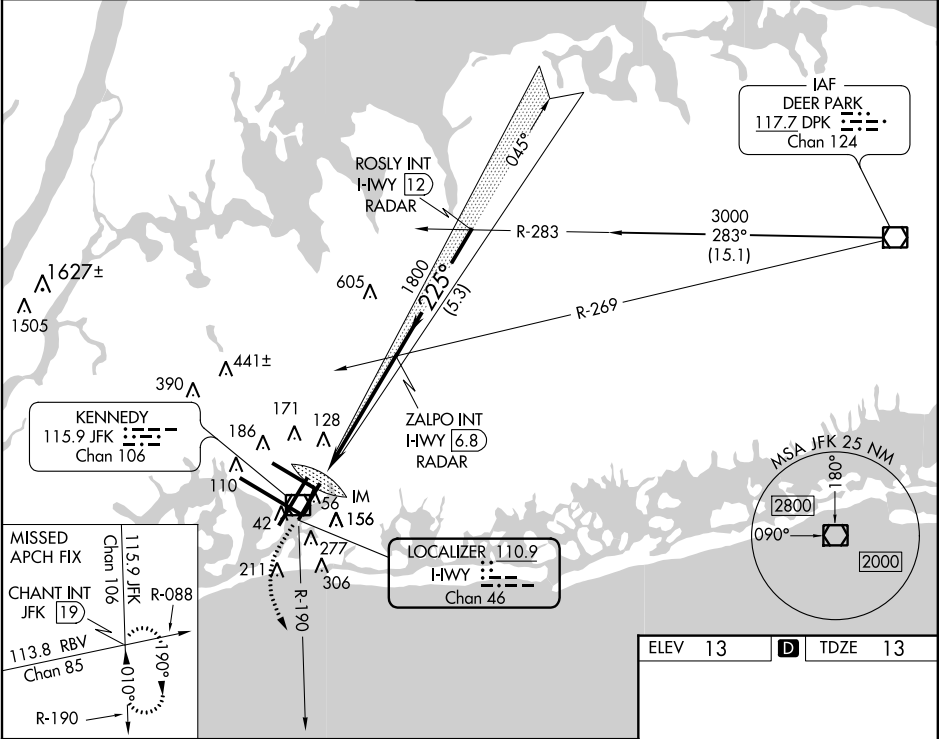 IAF
DEER PARK
117.7 DPK
Chan 124
ROSLY INT
I-IWY 12
RADAR
045°
R-283
3000
283°
(15.1)
1800
225°
(5.3)
R-269
605
1627±
1505
441±
390
171
128
186
110
KENNEDY
115.9 JFK
Chan 106
ZALPO INT
I-IWY 6.8
RADAR
56
IM
42
156
277
211
306
R-190
LOCALIZER 110.9
I-IWY
Chan 46
MSA JFK 25 NM
180°
2800
090°
2000
MISSED
APCH FIX
115.9 JFK
Chan 106
CHANT INT
JFK 19
R-088
113.8 RBV
Chan 85
190°
010°
R-190
ELEV 13
D
TDZE 13